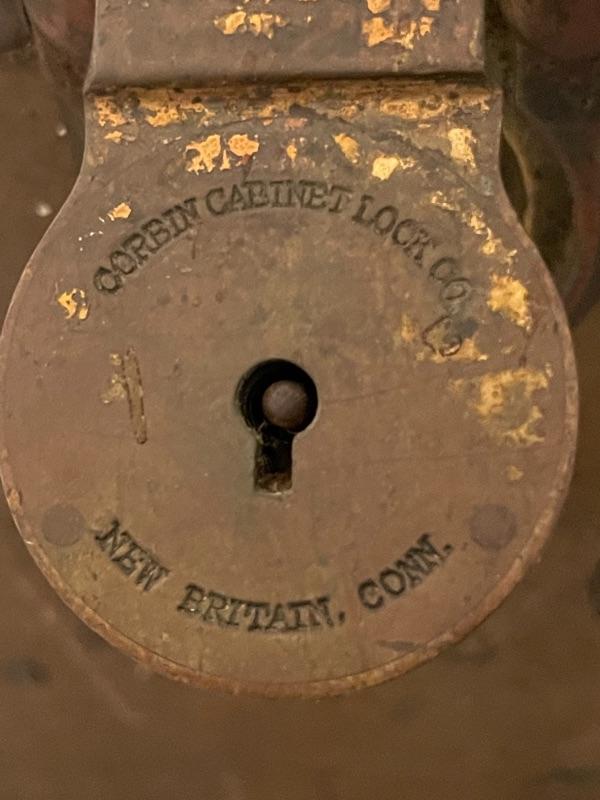 CORBIN CABINET LOCK CO.
NEW BRITAIN, CONN.